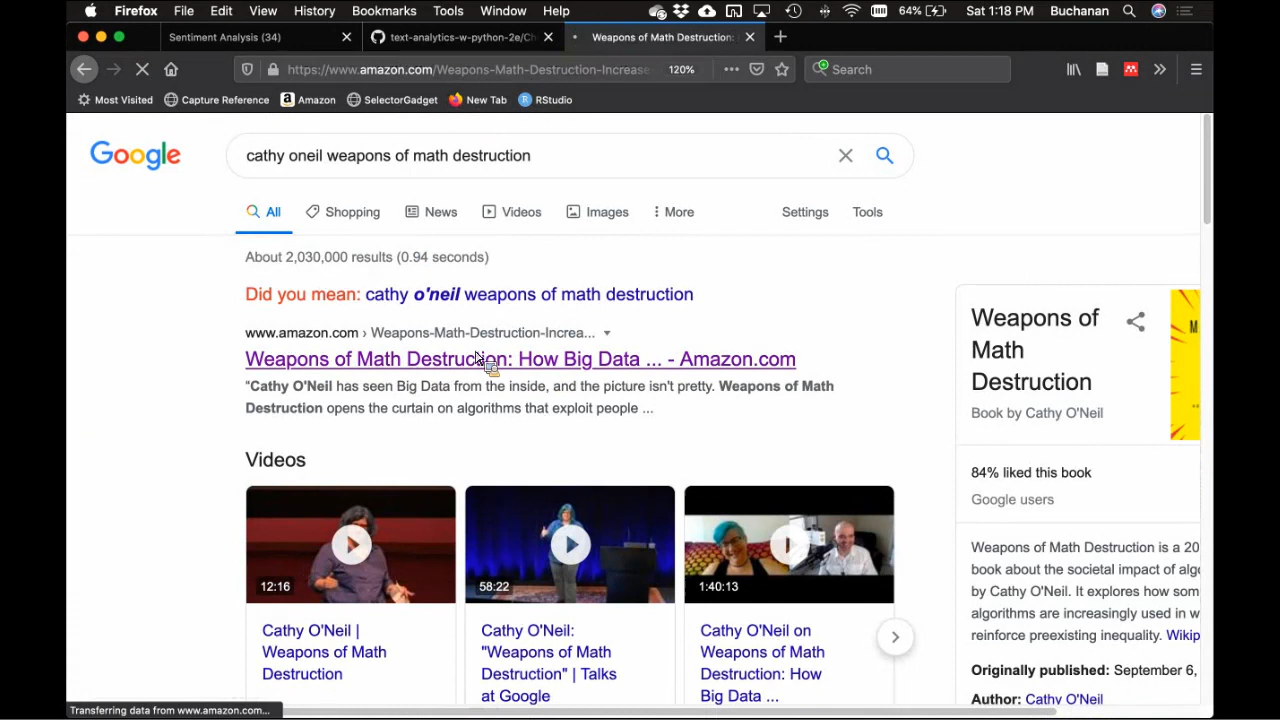 Firefox File Edit View History Bookmarks Tools Window Help 64% Sat 1:18 PM Buchanan
Sentiment Analysis (34) text-analytics-w-python-2e/Ch Weapons of Math Destruction:
https://www.amazon.com/Weapons-Math-Destruction-Increase 120% Search
Most Visited Capture Reference Amazon SelectorGadget New Tab RStudio
Google cathy oneil weapons of math destruction
All Shopping News Videos Images More Settings Tools
About 2,030,000 results (0.94 seconds)
Did you mean: cathy o'neil weapons of math destruction
www.amazon.com › Weapons-Math-Destruction-Increa...
Weapons of Math Destruction: How Big Data ... - Amazon.com
"Cathy O'Neil has seen Big Data from the inside, and the picture isn't pretty. Weapons of Math
Destruction opens the curtain on algorithms that exploit people ...
Videos
12:16
58:22
1:40:13
Cathy O'Neil |
Weapons of Math
Destruction
Cathy O'Neil:
"Weapons of Math
Destruction" | Talks
at Google
Cathy O'Neil on
Weapons of Math
Destruction: How
Big Data ...
Weapons of
Math
Destruction
Book by Cathy O'Neil
84% liked this book
Google users
Weapons of Math Destruction is a 20
book about the societal impact of algo
by Cathy O'Neil. It explores how som
algorithms are increasingly used in w
reinforce preexisting inequality. Wikip
Originally published: September 6,
Author: Cathy O'Neil
Transferring data from www.amazon.com...